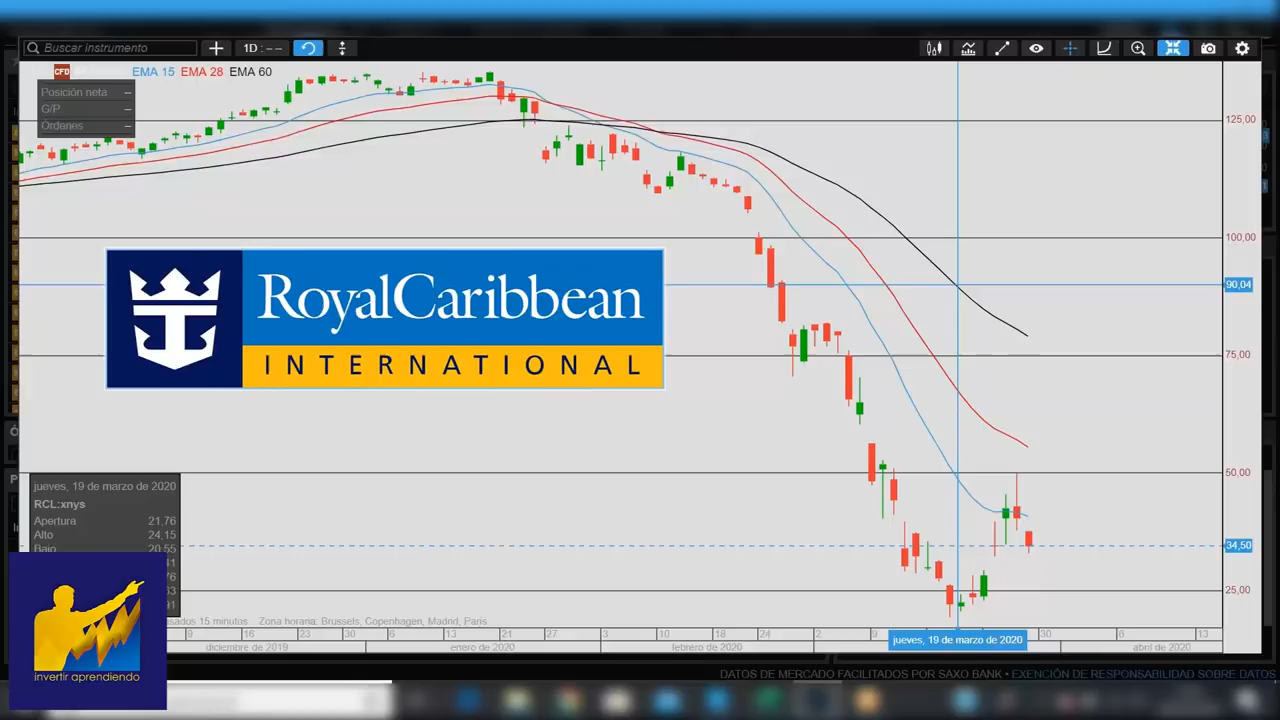 Buscar instrumento
1D : – –
CFD
EMA 15 EMA 28 EMA 60
Posición neta –
G/P –
Órdenes –
125,00
100,00
90,04
75,00
50,00
34,50
25,00
RoyalCaribbean
INTERNATIONAL
jueves, 19 de marzo de 2020
RCL:xnys
Apertura 21,76
Alto 24,15
Bajo 20,55
invertir aprendiendo
15 minutos Zona horaria: Brussels, Copenhagen, Madrid, Paris
9 16 23 30 6 13 21 27 3 10 18 24 2 9 30 6 13
jueves, 19 de marzo de 2020
diciembre de 2019 enero de 2020 febrero de 2020 abril de 2020
DATOS DE MERCADO FACILITADOS POR SAXO BANK • EXENCIÓN DE RESPONSABILIDAD SOBRE DATOS